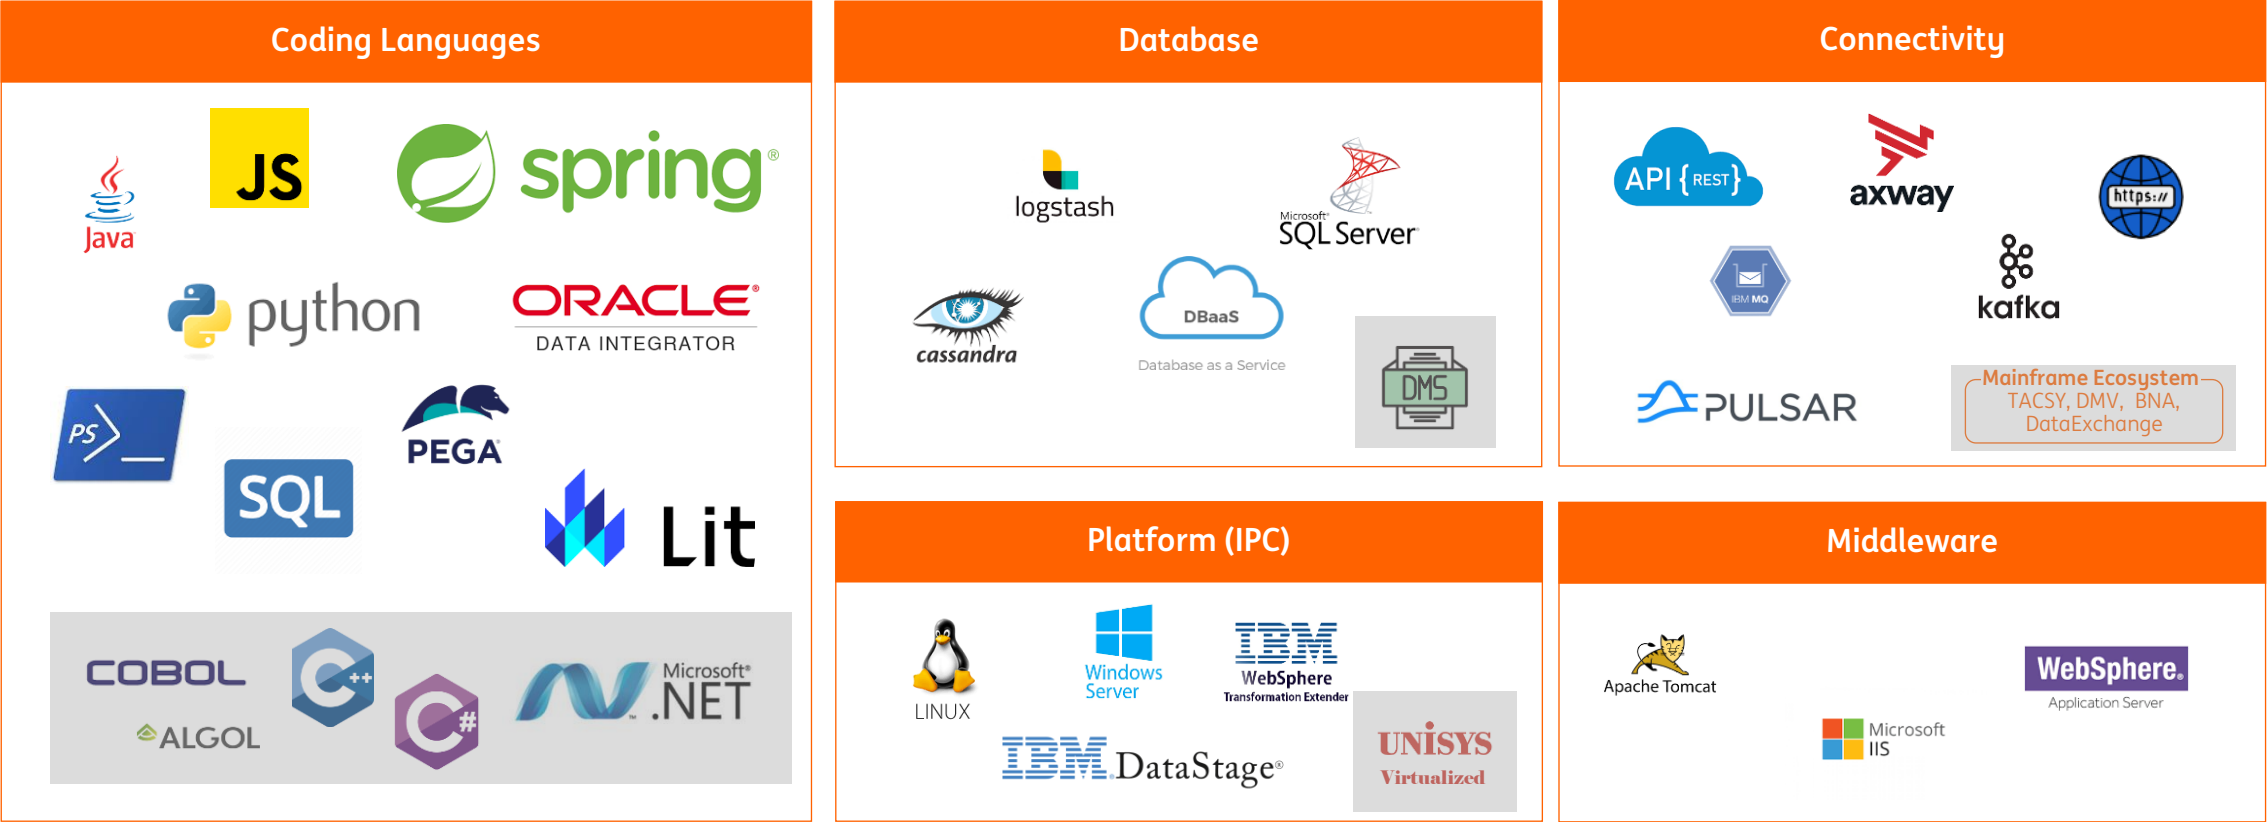 Coding Languages
JS
spring®
Java
python
ORACLE®
DATA INTEGRATOR
PS
PEGA
SQL
Lit
COBOL
C++
C#
Microsoft®
.NET™
ALGOL
Database
logstash
Microsoft®
SQL Server
cassandra
DBaaS
Database as a Service
DMS
Connectivity
API {REST}
axway
https://
IBM MQ
kafka
PULSAR
Mainframe Ecosystem
TACSY, DMV, BNA,
DataExchange
Platform (IPC)
LINUX
Windows
Server
IBM
WebSphere
Transformation Extender
IBM® DataStage®
UNiSYS
Virtualized
Middleware
Apache Tomcat
WebSphere®
Application Server
Microsoft
IIS